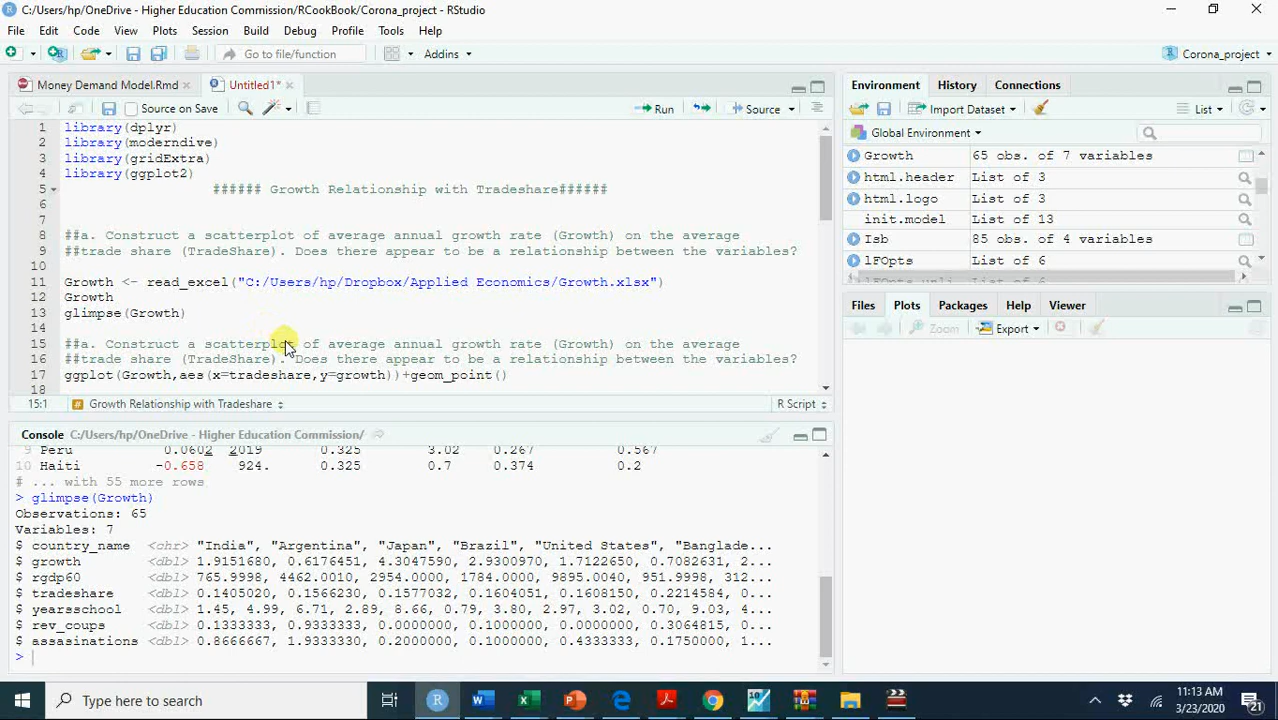 C:/Users/hp/OneDrive - Higher Education Commission/RCookBook/Corona_project - RStudio
File Edit Code View Plots Session Build Debug Profile Tools Help
Go to file/function Addins Corona_project
Money Demand Model.Rmd Untitled1*
Source on Save Run Source
1 library(dplyr)
2 library(moderndive)
3 library(gridExtra)
4 library(ggplot2)
5 ###### Growth Relationship with Tradeshare######
6
7
8 ##a. Construct a scatterplot of average annual growth rate (Growth) on the average
9 ##trade share (TradeShare). Does there appear to be a relationship between the variables?
10
11 Growth <- read_excel("C:/Users/hp/Dropbox/Applied Economics/Growth.xlsx")
12 Growth
13 glimpse(Growth)
14
15 ##a. Construct a scatterplot of average annual growth rate (Growth) on the average
16 ##trade share (TradeShare). Does there appear to be a relationship between the variables?
17 ggplot(Growth,aes(x=tradeshare,y=growth))+geom_point()
18
15:1 Growth Relationship with Tradeshare R Script
Console C:/Users/hp/OneDrive - Higher Education Commission/
9 Peru 0.0602 2019 0.325 3.02 0.267 0.567
10 Haiti -0.658 924. 0.325 0.7 0.374 0.2
# ... with 55 more rows
> glimpse(Growth)
Observations: 65
Variables: 7
$ country_name <chr> "India", "Argentina", "Japan", "Brazil", "United States", "Banglade...
$ growth <dbl> 1.9151680, 0.6176451, 4.3047590, 2.9300970, 1.7122650, 0.7082631, 2...
$ rgdp60 <dbl> 765.9998, 4462.0010, 2954.0000, 1784.0000, 9895.0040, 951.9998, 312...
$ tradeshare <dbl> 0.1405020, 0.1566230, 0.1577032, 0.1604051, 0.1608150, 0.2214584, 0...
$ yearsschool <dbl> 1.45, 4.99, 6.71, 2.89, 8.66, 0.79, 3.80, 2.97, 3.02, 0.70, 9.03, 4...
$ rev_coups <dbl> 0.1333333, 0.9333333, 0.0000000, 0.1000000, 0.0000000, 0.3064815, 0...
$ assasinations <dbl> 0.8666667, 1.9333330, 0.2000000, 0.1000000, 0.4333333, 0.1750000, 1...
>
Environment History Connections
Import Dataset List
Global Environment
Growth 65 obs. of 7 variables
html.header List of 3
html.logo List of 3
init.model List of 13
Isb 85 obs. of 4 variables
lFOpts List of 6
Files Plots Packages Help Viewer
Zoom Export
Type here to search
11:13 AM
3/23/2020
21